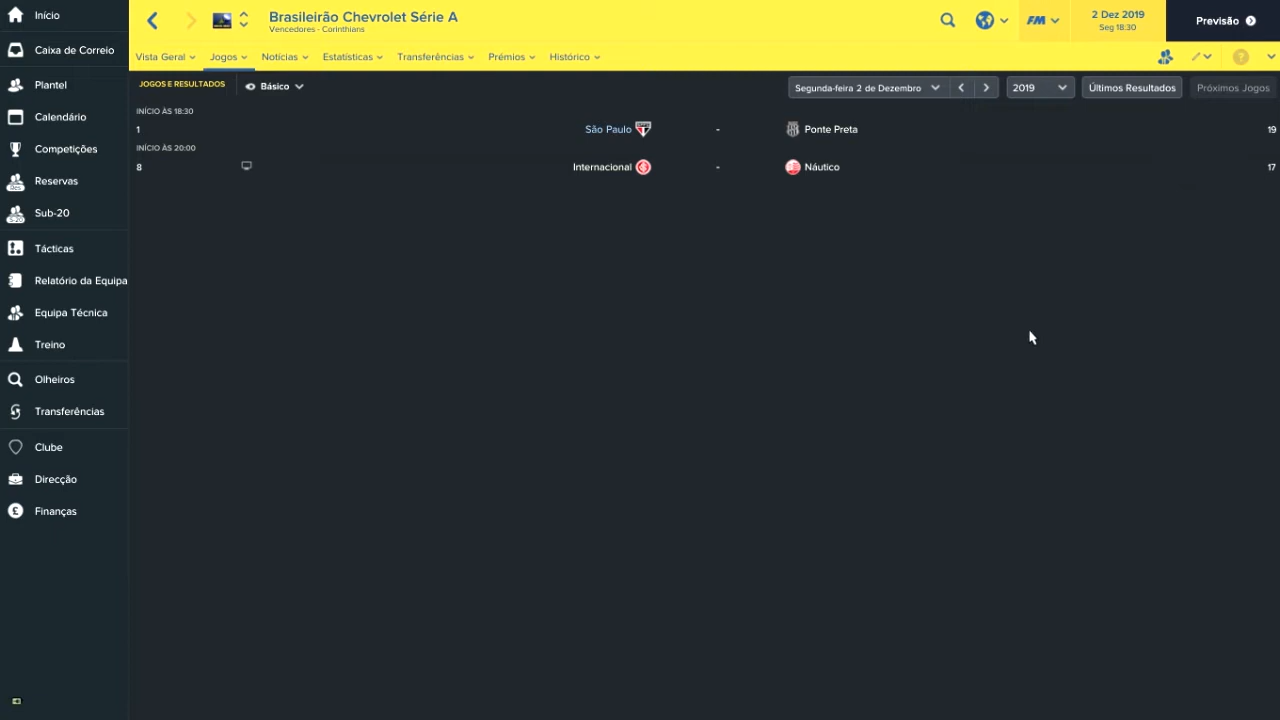 Início
Caixa de Correio
Plantel
Calendário
Competições
Reservas
Sub-20
Tácticas
Relatório da Equipa
Equipa Técnica
Treino
Olheiros
Transferências
Clube
Direcção
Finanças
Brasileirão Chevrolet Série A
Vencedores - Corinthians
FM
2 Dez 2019
Seg 18:30
Previsão
Vista Geral
Jogos
Notícias
Estatísticas
Transferências
Prémios
Histórico
JOGOS E RESULTADOS
Básico
Segunda-feira 2 de Dezembro
2019
Últimos Resultados
Próximos Jogos
INÍCIO ÀS 18:30
1 São Paulo - Ponte Preta 19
INÍCIO ÀS 20:00
8 Internacional - Náutico 17